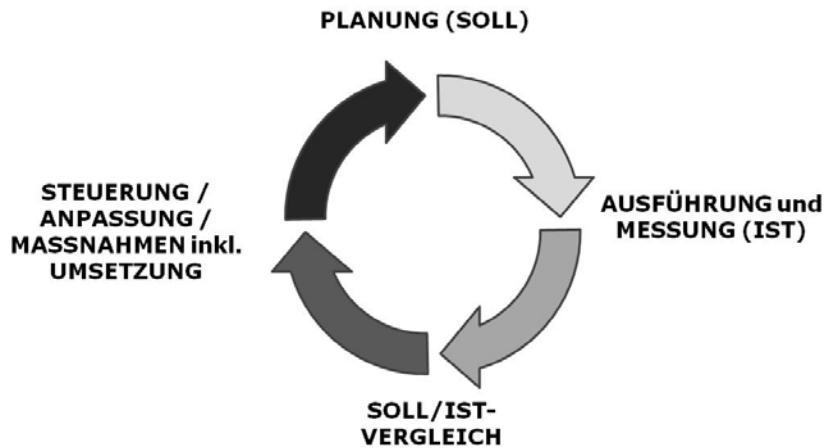 PLANUNG (SOLL)
AUSFÜHRUNG und
MESSUNG (IST)
SOLL/IST-
VERGLEICH
STEUERUNG /
ANPASSUNG /
MASSNAHMEN inkl.
UMSETZUNG